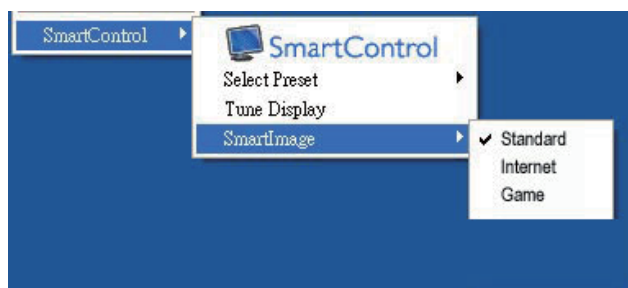 SmartControl
SmartControl
Select Preset
Tune Display
SmartImage
Standard
Internet
Game